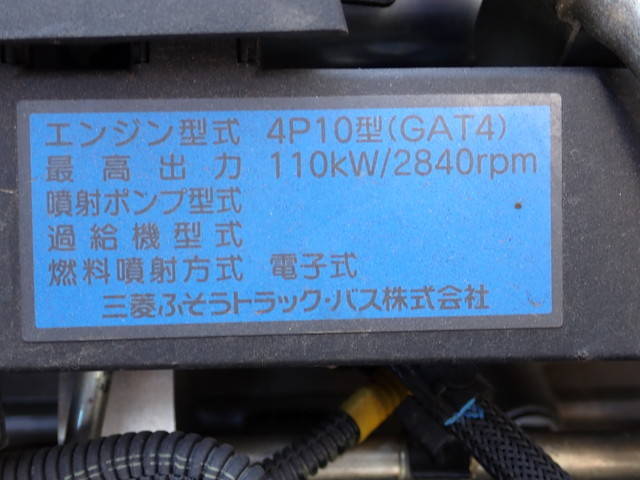 エンジン型式 4P10型(GAT4)
最高出力 110kW/2840rpm
噴射ポンプ型式
過給機型式
燃料噴射方式 電子式
三菱ふそうトラック・バス株式会社